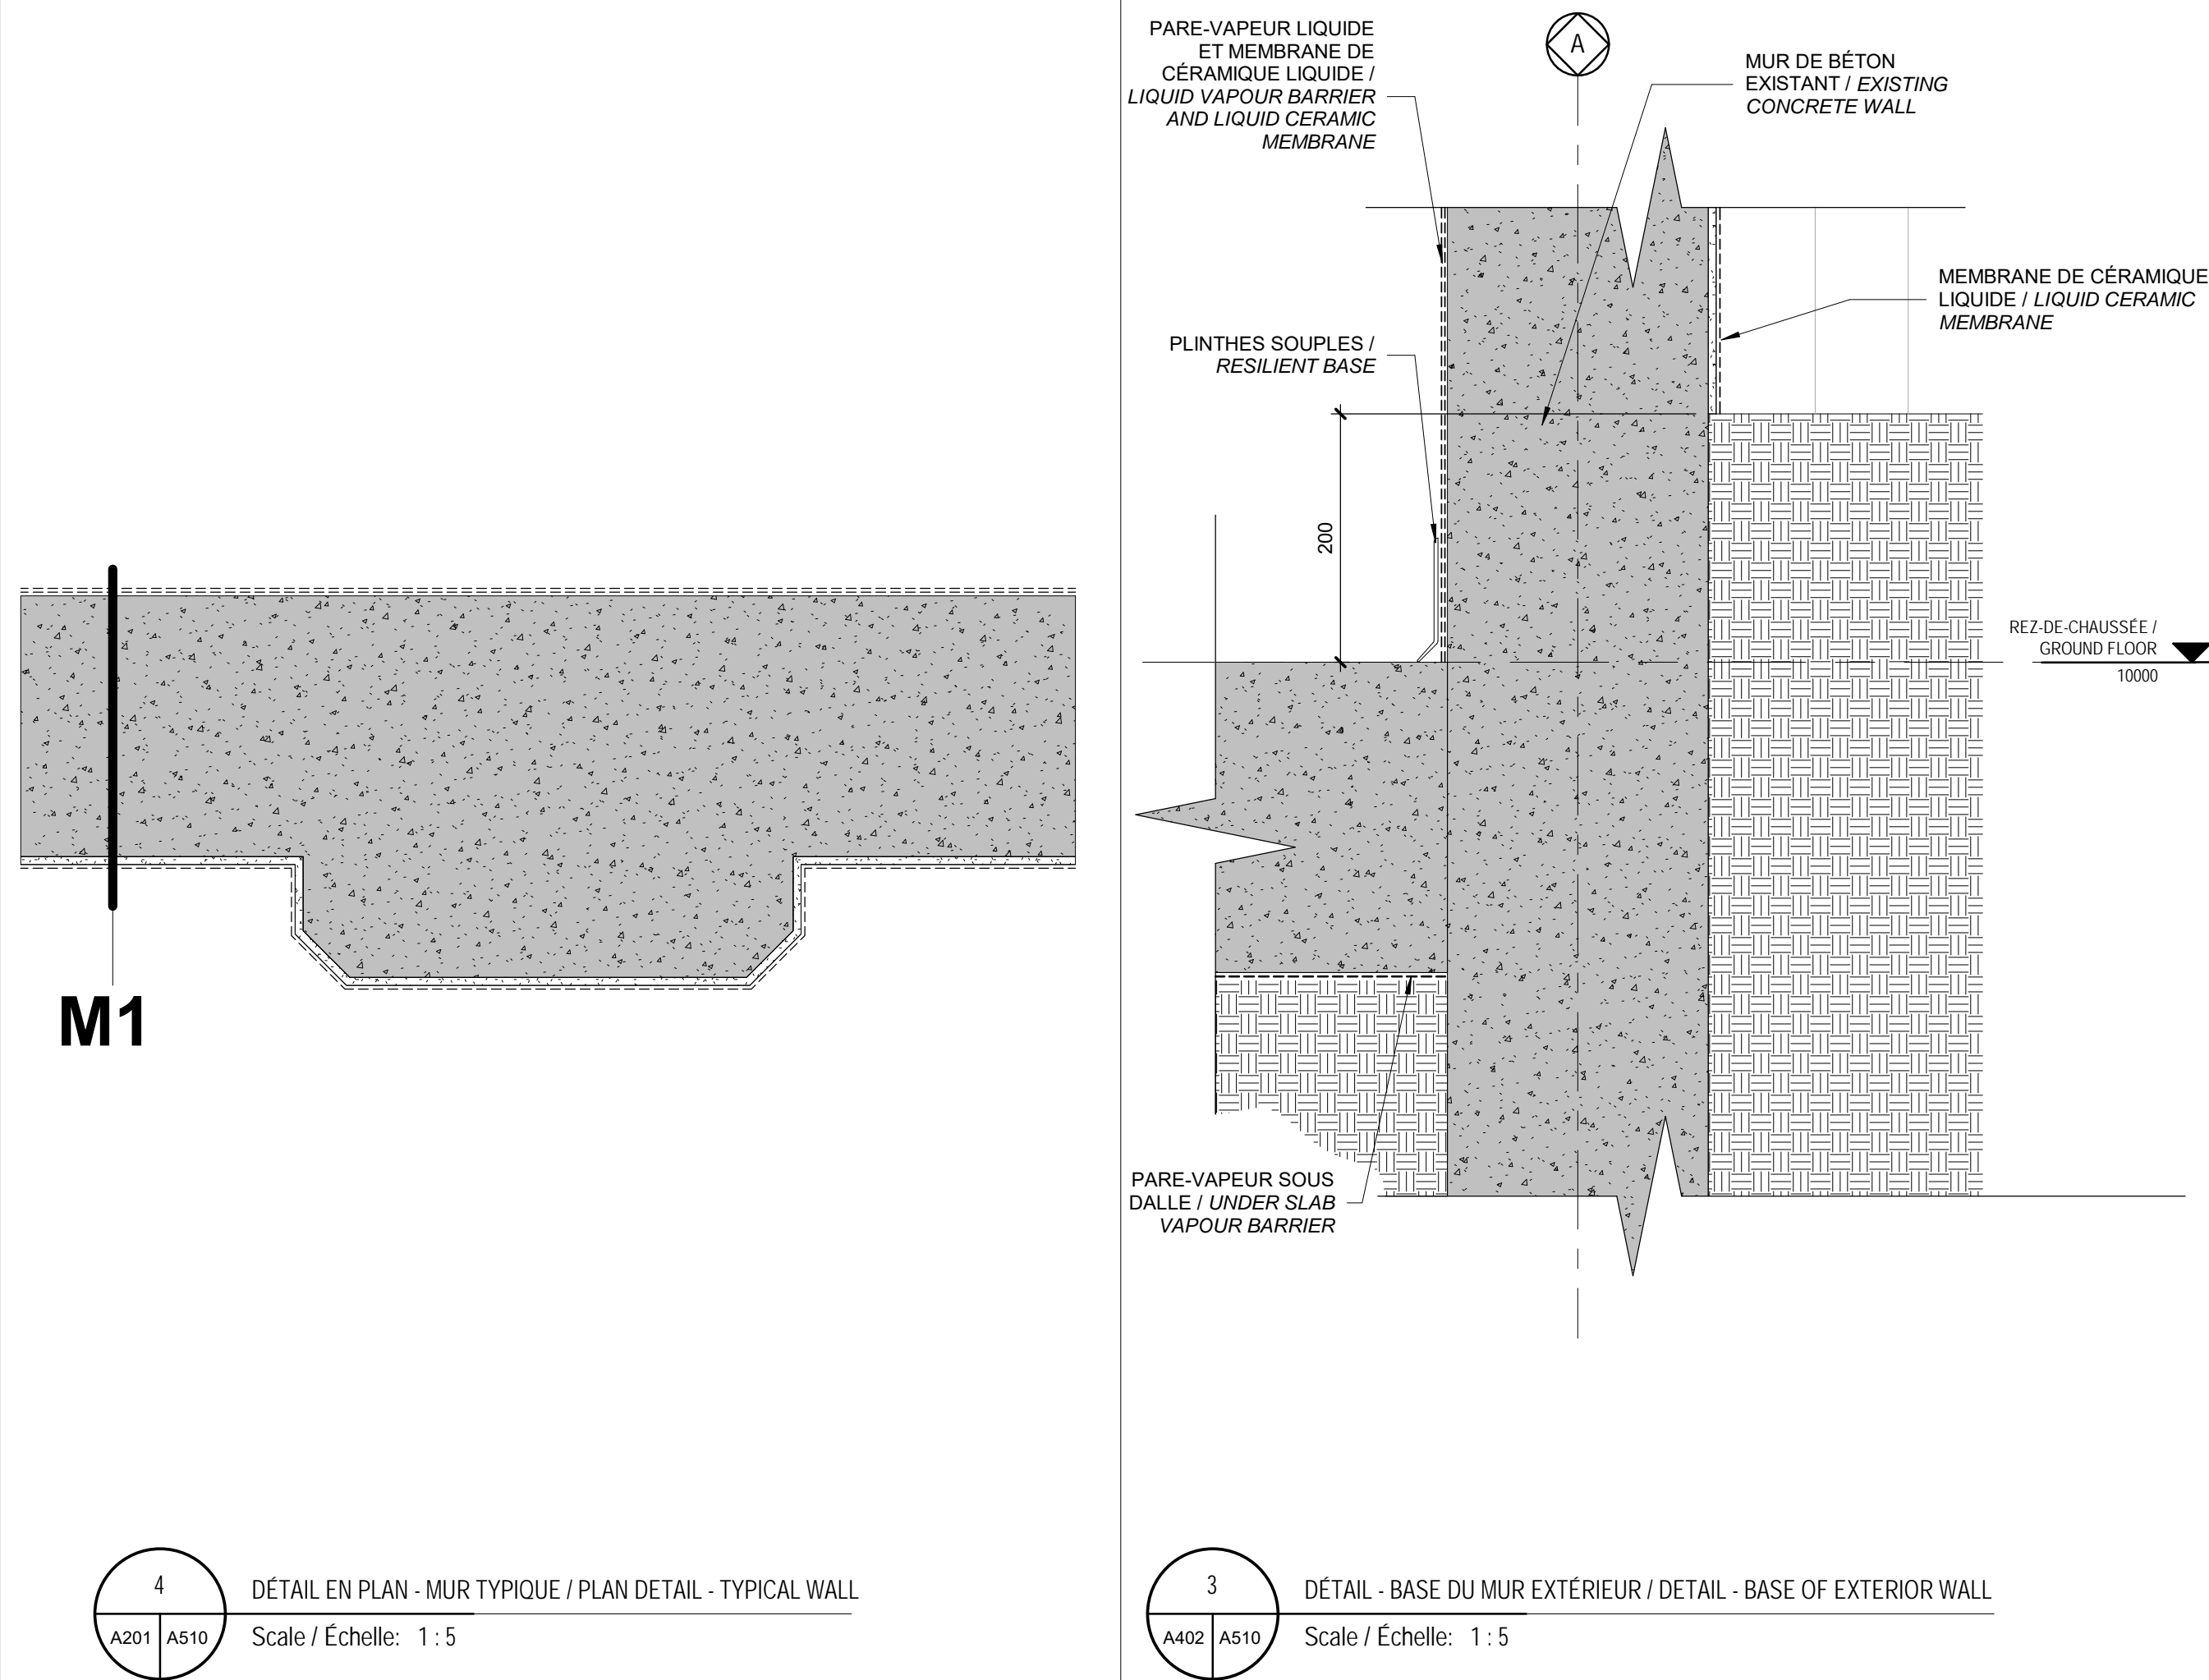 PARE-VAPEUR LIQUIDE
ET MEMBRANE DE
CÉRAMIQUE LIQUIDE /
LIQUID VAPOUR BARRIER
AND LIQUID CERAMIC
MEMBRANE
A
MUR DE BÉTON
EXISTANT / EXISTING
CONCRETE WALL
MEMBRANE DE CÉRAMIQUE
LIQUIDE / LIQUID CERAMIC
MEMBRANE
PLINTHES SOUPLES /
RESILIENT BASE
200
REZ-DE-CHAUSSÉE /
GROUND FLOOR
10000
M1
PARE-VAPEUR SOUS
DALLE / UNDER SLAB
VAPOUR BARRIER
4
A201 A510
DÉTAIL EN PLAN - MUR TYPIQUE / PLAN DETAIL - TYPICAL WALL
Scale / Échelle: 1 : 5
3
A402 A510
DÉTAIL - BASE DU MUR EXTÉRIEUR / DETAIL - BASE OF EXTERIOR WALL
Scale / Échelle: 1 : 5